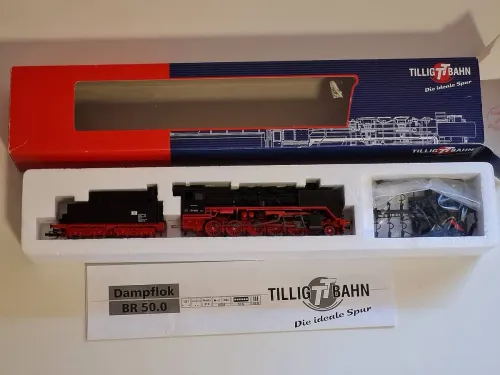 TILLIG TT BAHN
Die ideale Spur
TILLIG TT BAHN
Dampflok
BR 50.0
TILLIG TT BAHN
Die ideale Spur